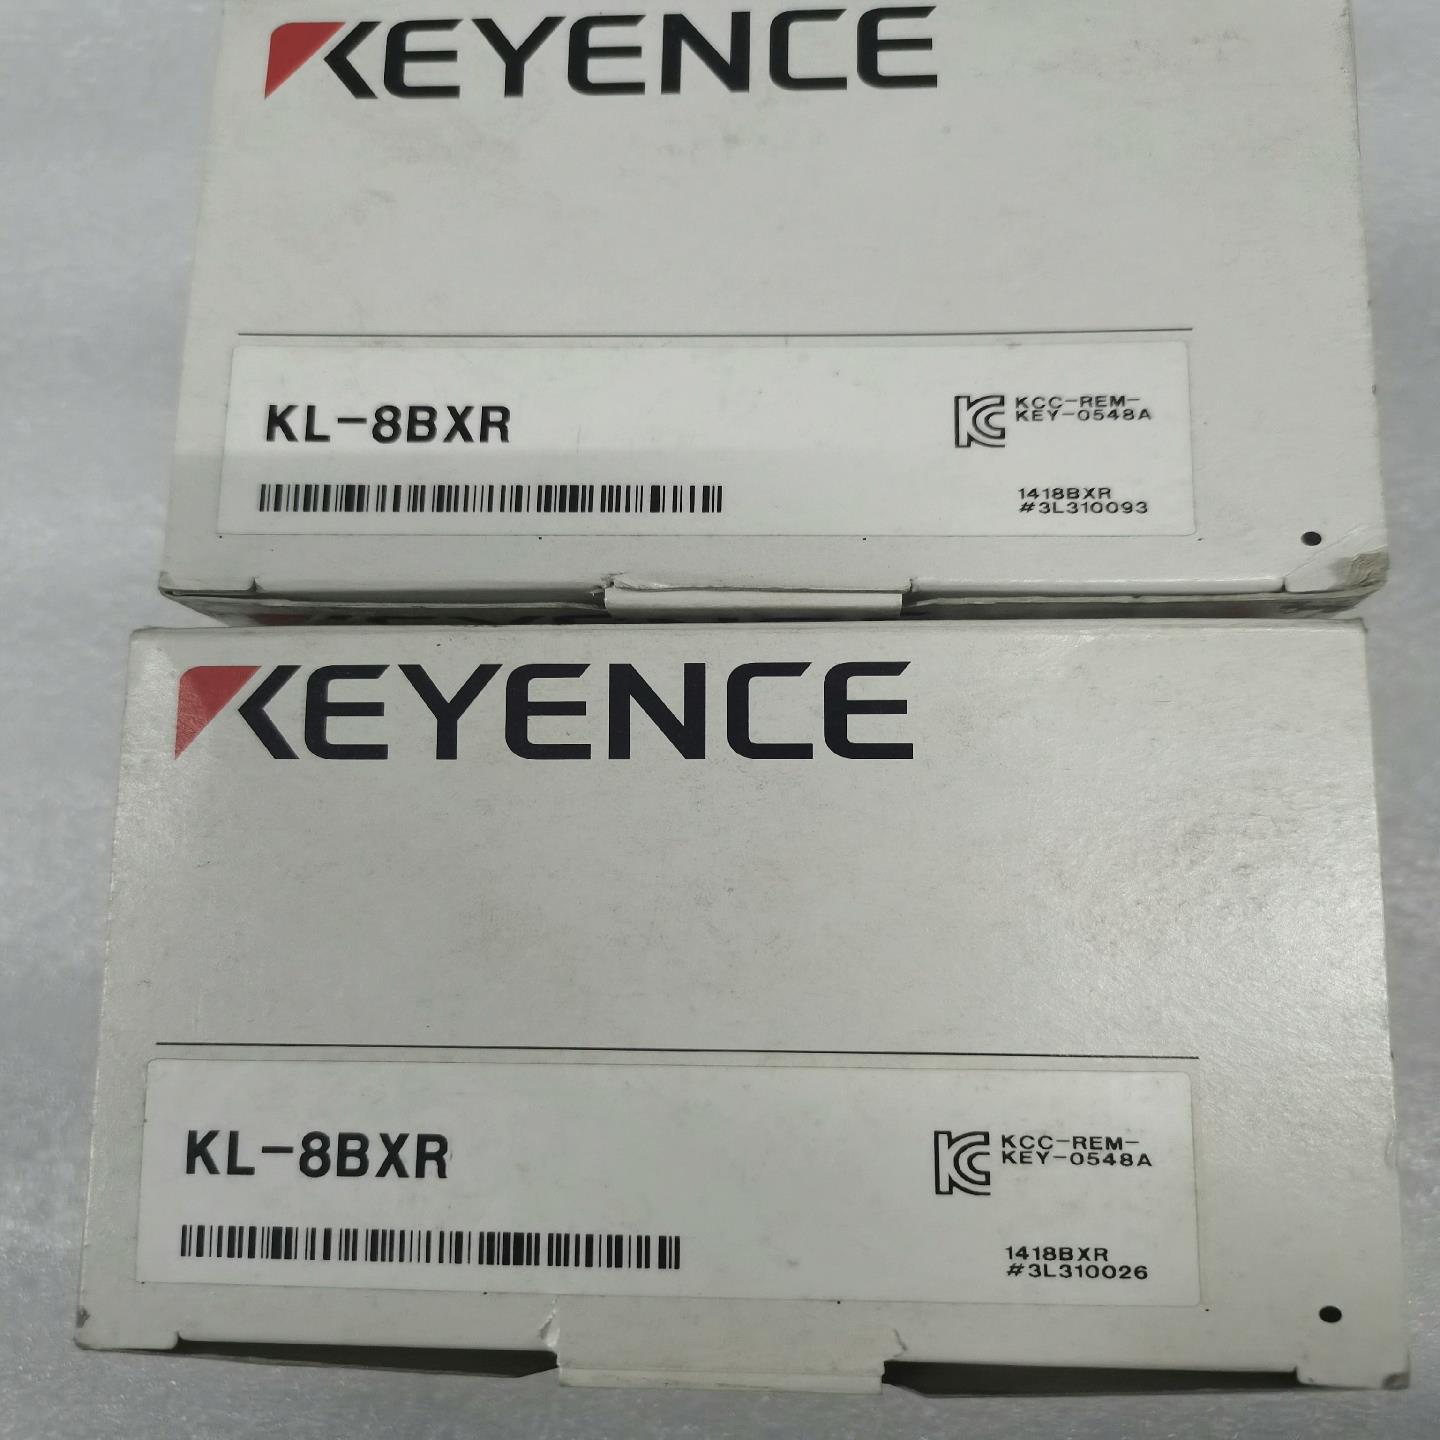 KEYENCE
KL-8BXR
KCC-REM-
KEY-0548A
1418BXR
#3L310093
KEYENCE
KL-8BXR
KCC-REM-
KEY-0548A
1418BXR
#3L310026